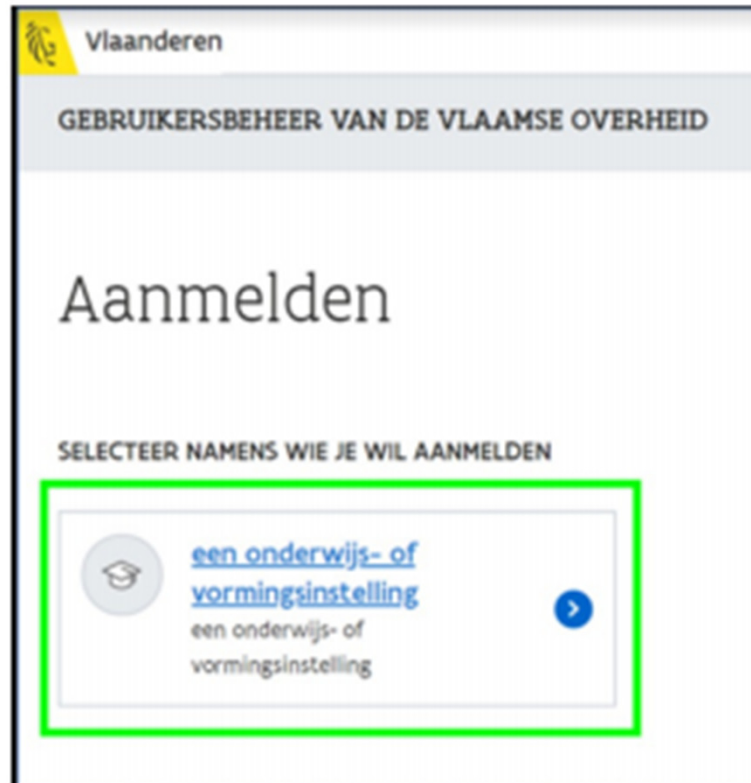 Vlaanderen
GEBRUIKERSBEHEER VAN DE VLAAMSE OVERHEID
Aanmelden
SELECTEER NAMENS WIE JE WIL AANMELDEN
een onderwijs- of
vormingsinstelling
een onderwijs- of
vormingsinstelling